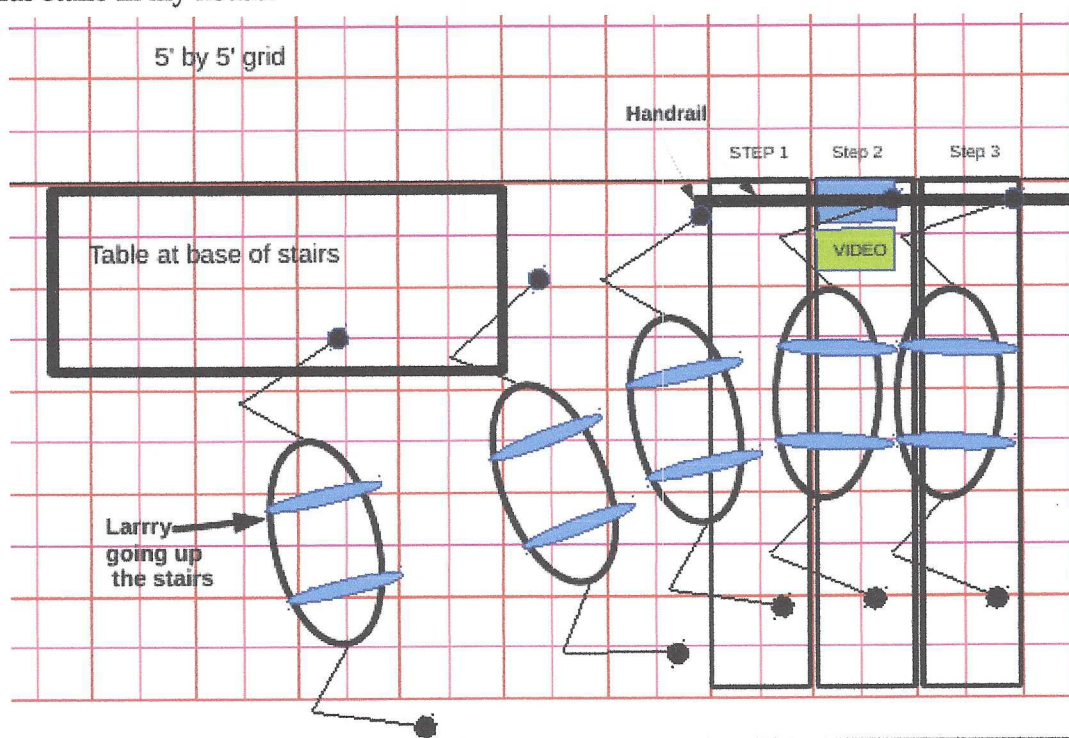 5' by 5' grid
Handrail
STEP 1
Step 2
Step 3
Table at base of stairs
VIDEO
Larrry
going up
the stairs